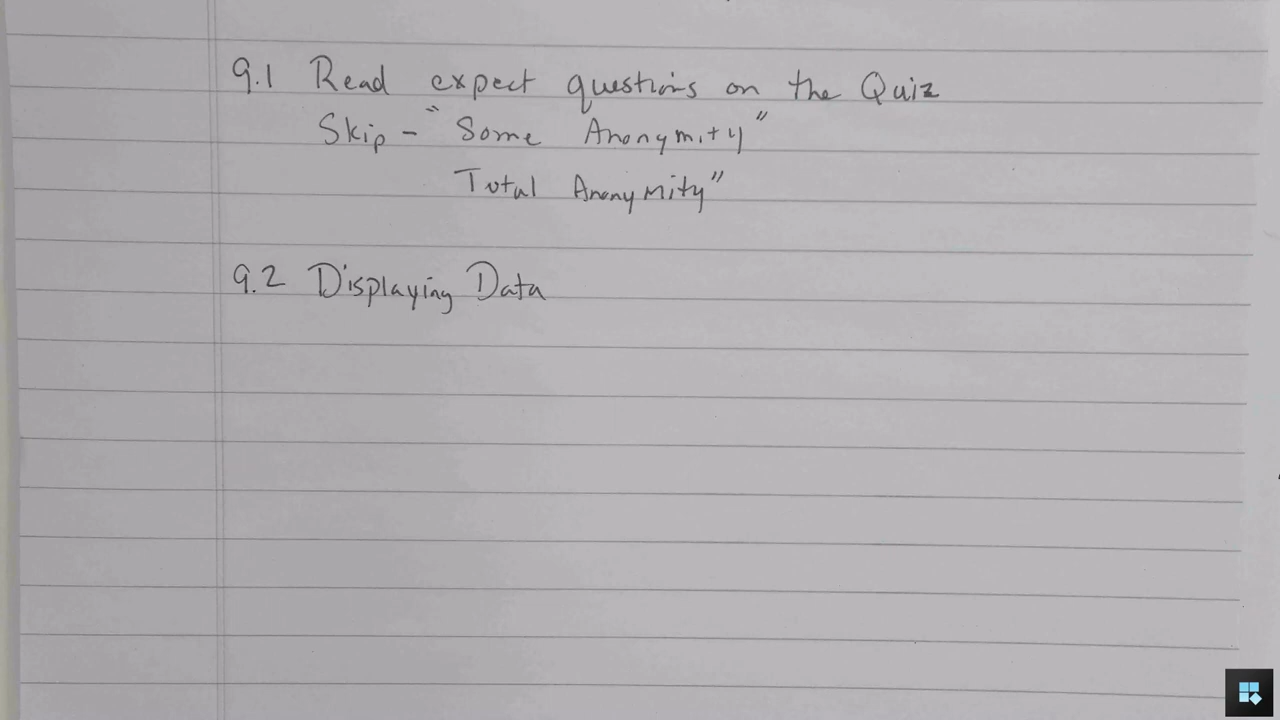 9.1 Read expect questions on the Quiz
Skip - "Some Anonymity"
Total Anonymity"
9.2 Displaying Data